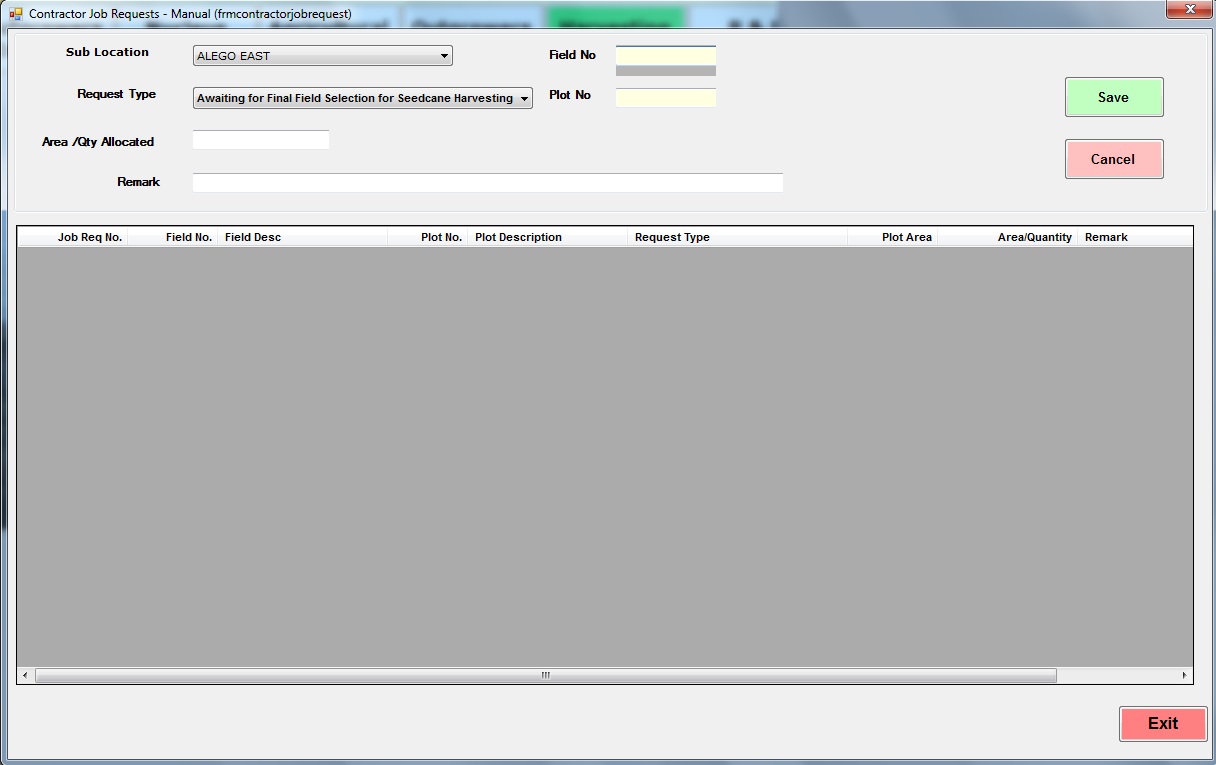 Contractor Job Requests - Manual (frmcontractorjobrequest)
Sub Location ALEGO EAST Field No
Request Type Awaiting for Final Field Selection for Seedcane Harvesting Plot No
Save
Area /Qty Allocated
Cancel
Remark
Job Req No. Field No. Field Desc Plot No. Plot Description Request Type Plot Area Area/Quantity Remark
Exit